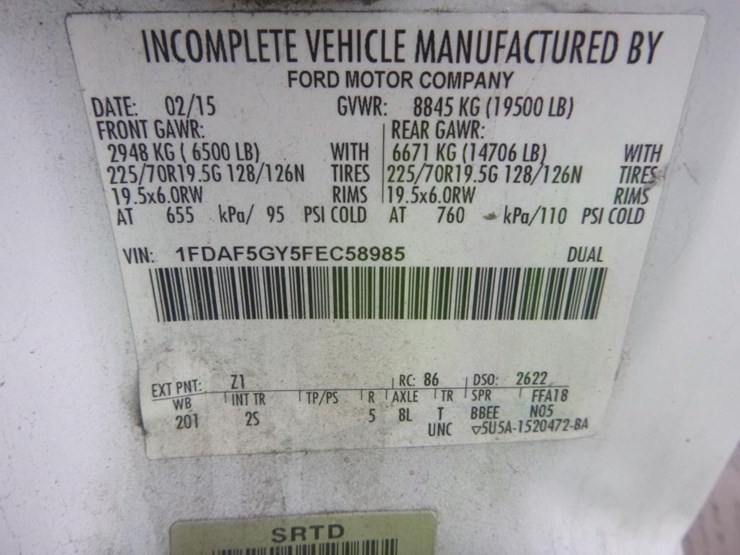 INCOMPLETE VEHICLE MANUFACTURED BY
FORD MOTOR COMPANY
DATE: 02/15 GVWR: 8845 KG (19500 LB)
FRONT GAWR: REAR GAWR:
2948 KG ( 6500 LB) WITH 6671 KG (14706 LB) WITH
225/70R19.5G 128/126N TIRES 225/70R19.5G 128/126N TIRES
19.5x6.0RW RIMS 19.5x6.0RW RIMS
AT 655 kPa/ 95 PSI COLD AT 760 kPa/110 PSI COLD
VIN: 1FDAF5GY5FEC58985 DUAL
EXT PNT: Z1 RC: 86 DSO: 2622
WB INT TR TP/PS R AXLE TR SPR FFA18
201 2S 5 8L T BBEE N05
UNC ▽5U5A-1520472-BA
SRTD